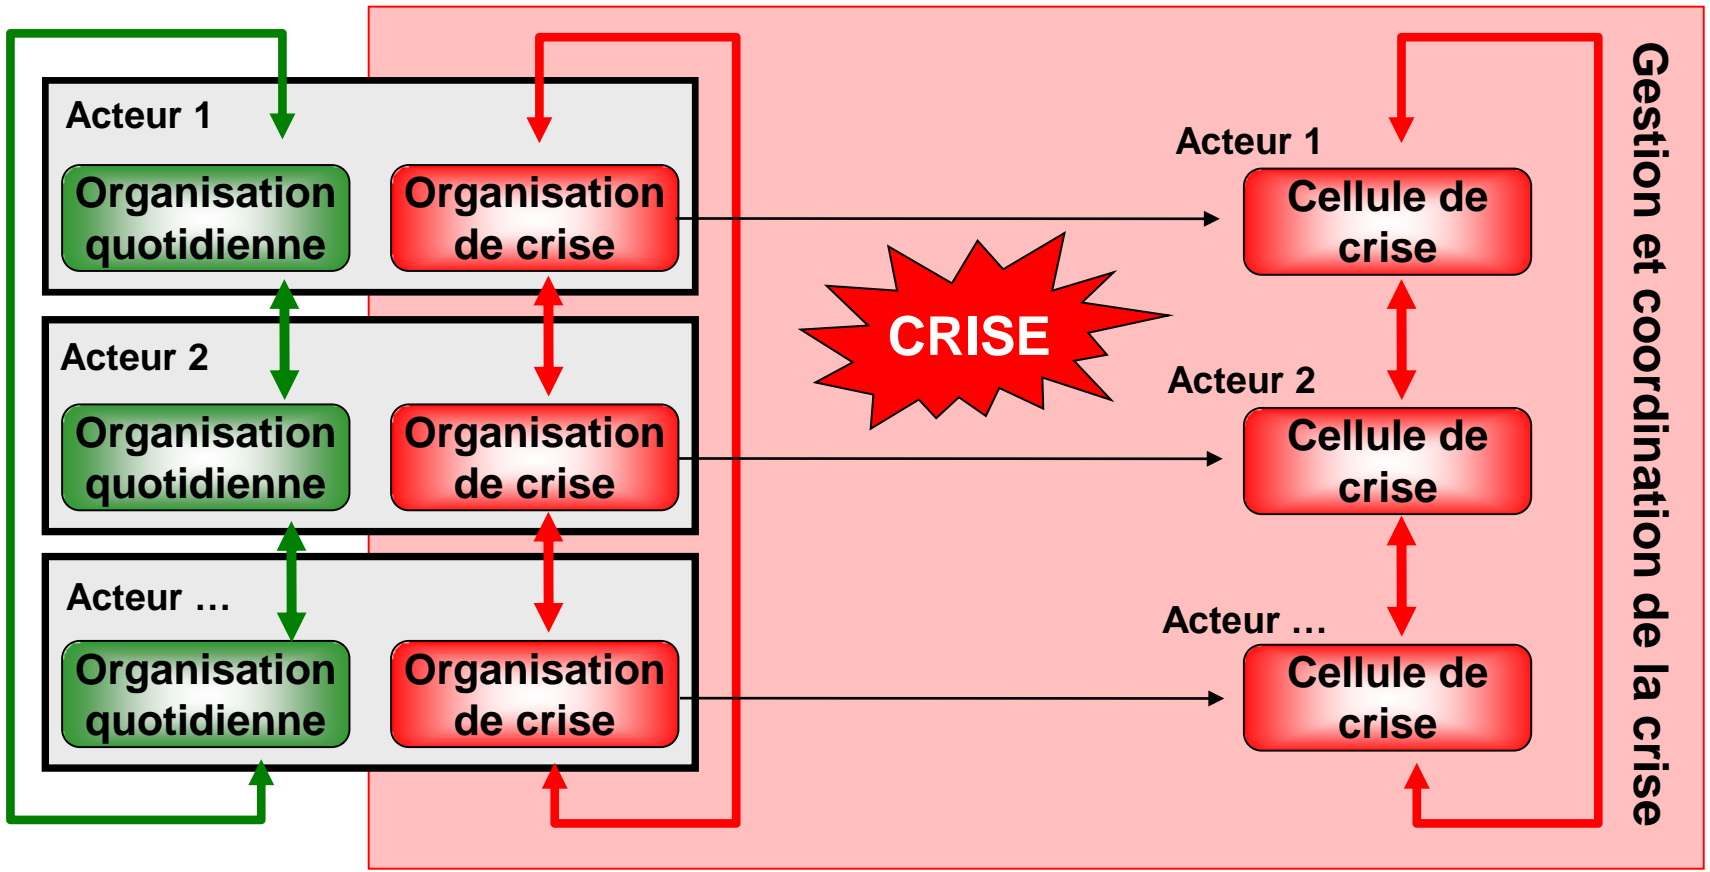 Acteur 1
Organisation
quotidienne
Organisation
de crise
Acteur 2
Organisation
quotidienne
Organisation
de crise
Acteur …
Organisation
quotidienne
Organisation
de crise
CRISE
Acteur 1
Cellule de
crise
Acteur 2
Cellule de
crise
Acteur …
Cellule de
crise
Gestion et coordination de la crise